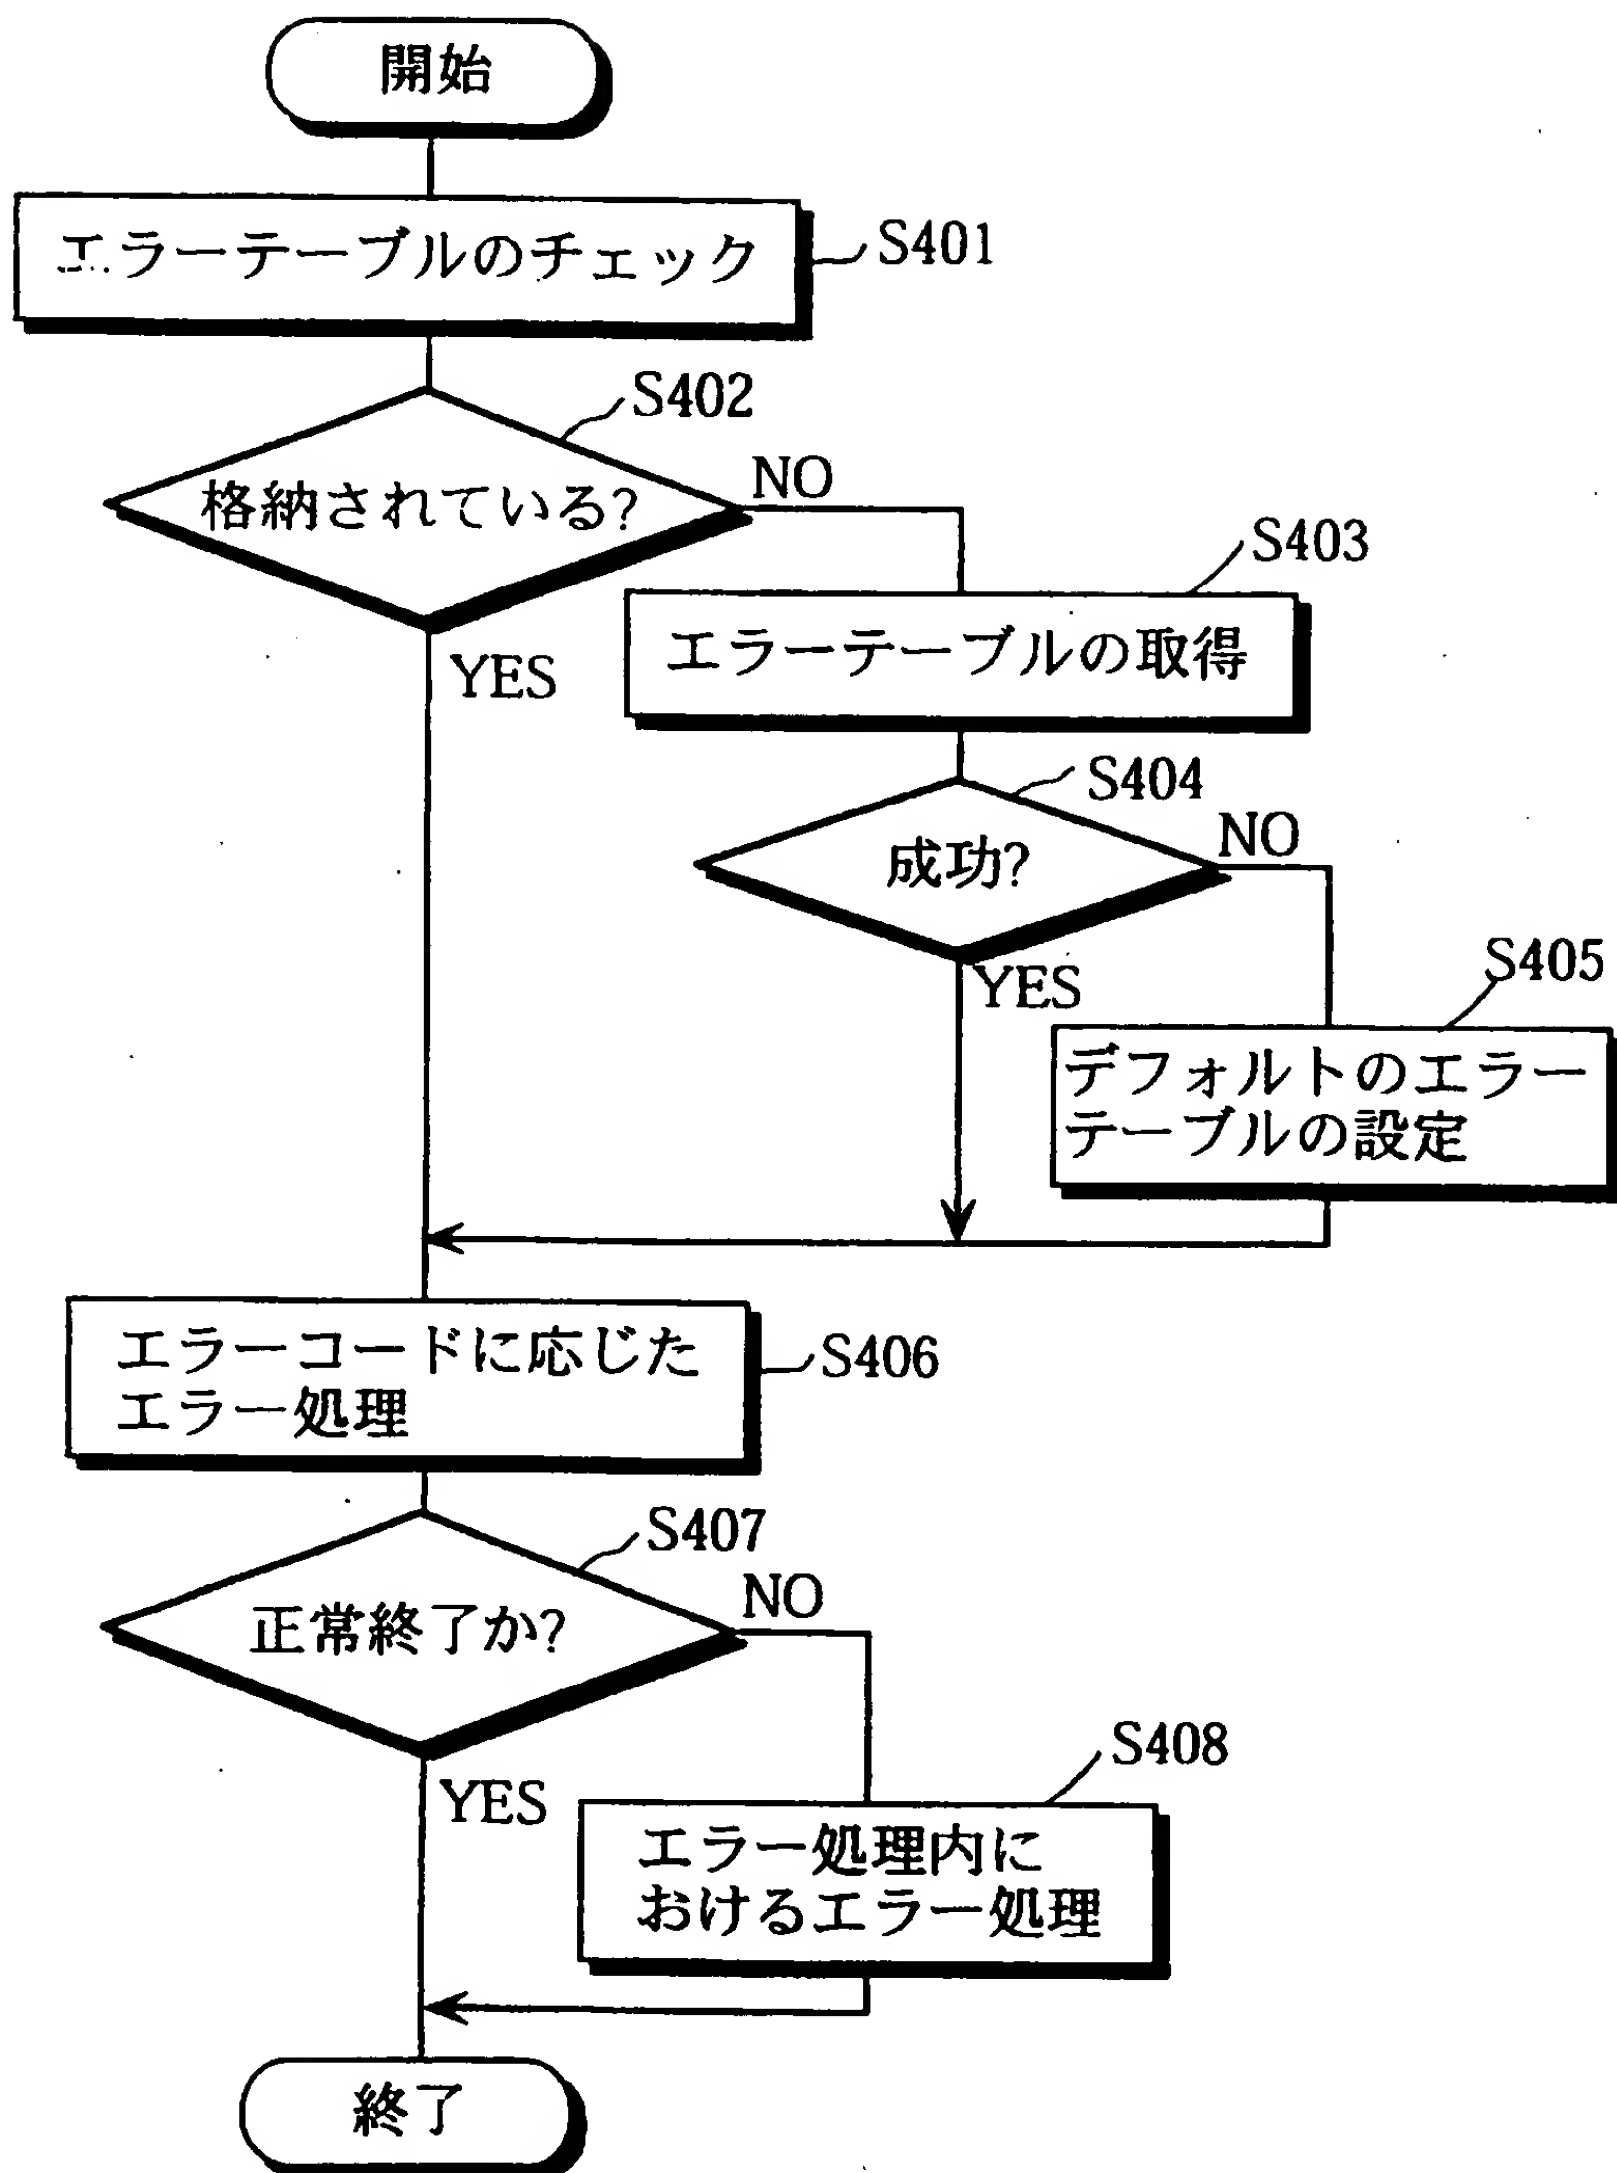 開始
エラーテーブルのチェック
S401
S402
格納されている?
NO
S403
YES
エラーテーブルの取得
S404
成功?
NO
YES
S405
デフォルトのエラー
テーブルの設定
エラーコードに応じた
エラー処理
S406
S407
正常終了か?
NO
YES
S408
エラー処理内に
おけるエラー処理
終了